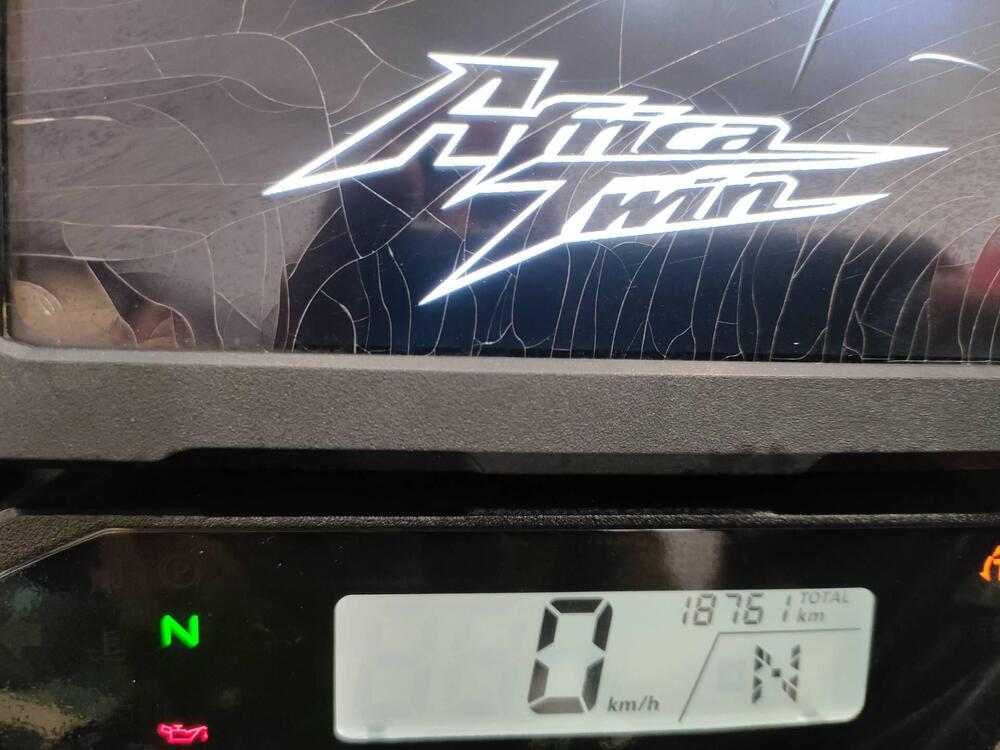 Africa
Twin
18761 TOTAL
km
0 km/h
N
N
P